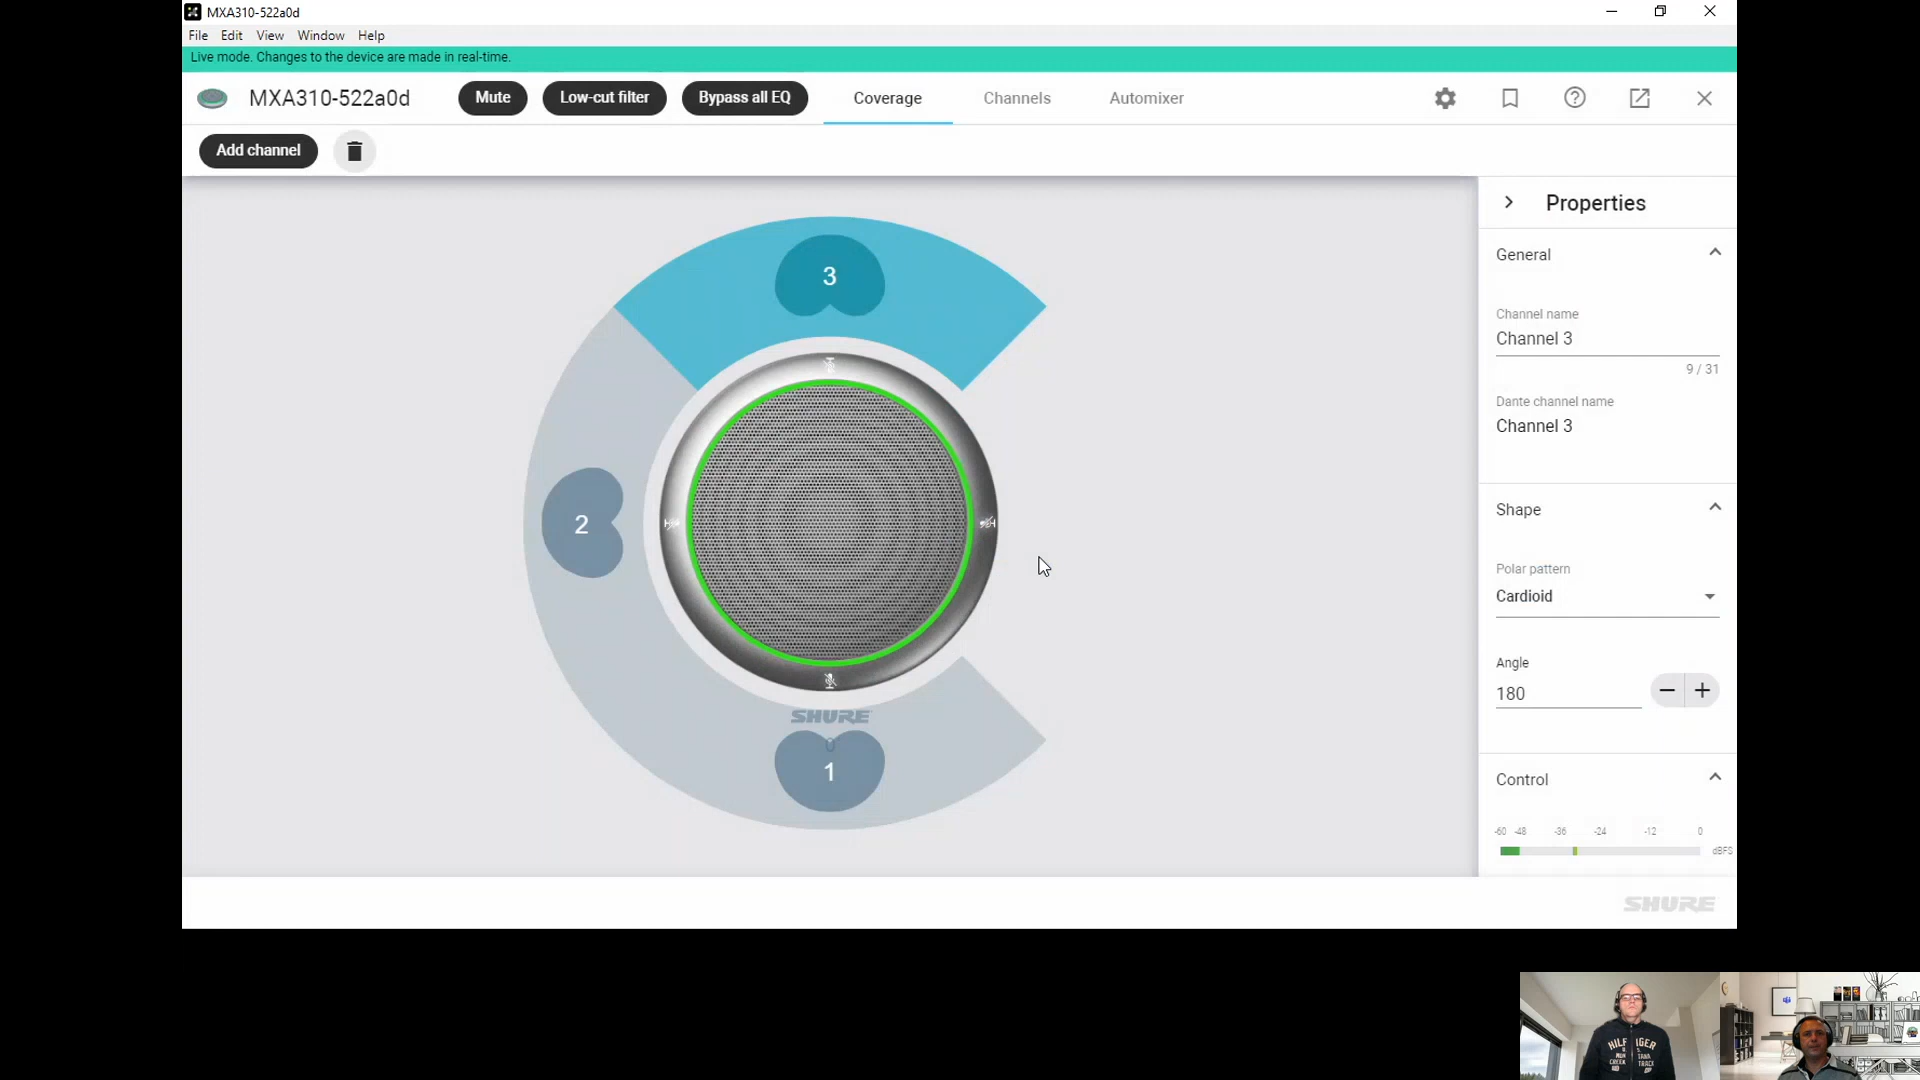 MXA310-522a0d
File Edit View Window Help
Live mode. Changes to the device are made in real-time.
MXA310-522a0d Mute Low-cut filter Bypass all EQ Coverage Channels Automixer
Add channel
Properties
General
Channel name
Channel 3
9 / 31
Dante channel name
Channel 3
Shape
Polar pattern
Cardioid
Angle
180
Control
-60 -48 -36 -24 -12 0
dBFS
3
2
SHURE
0
1
SHURE
HILFIGER